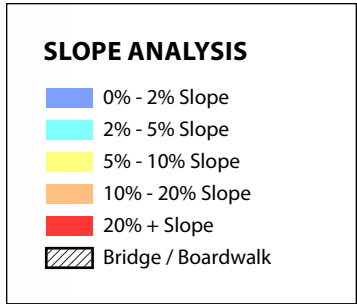 SLOPE ANALYSIS
0% - 2% Slope
2% - 5% Slope
5% - 10% Slope
10% - 20% Slope
20% + Slope
Bridge / Boardwalk